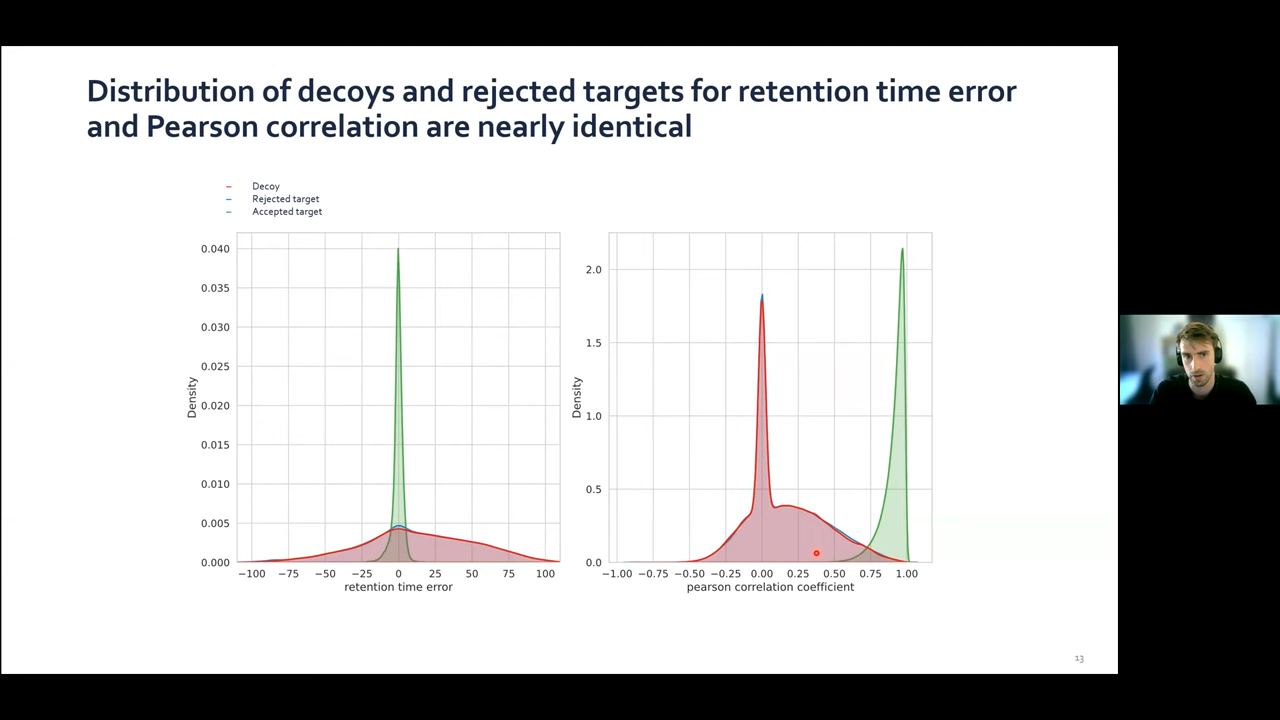 Distribution of decoys and rejected targets for retention time error
and Pearson correlation are nearly identical
Decoy
Rejected target
Accepted target
0.040
0.035
0.030
0.025
0.020
0.015
0.010
0.005
0.000
Density
−100 −75 −50 −25 0 25 50 75 100
retention time error
2.0
1.5
1.0
0.5
0.0
Density
−1.00 −0.75 −0.50 −0.25 0.00 0.25 0.50 0.75 1.00
pearson correlation coefficient
13